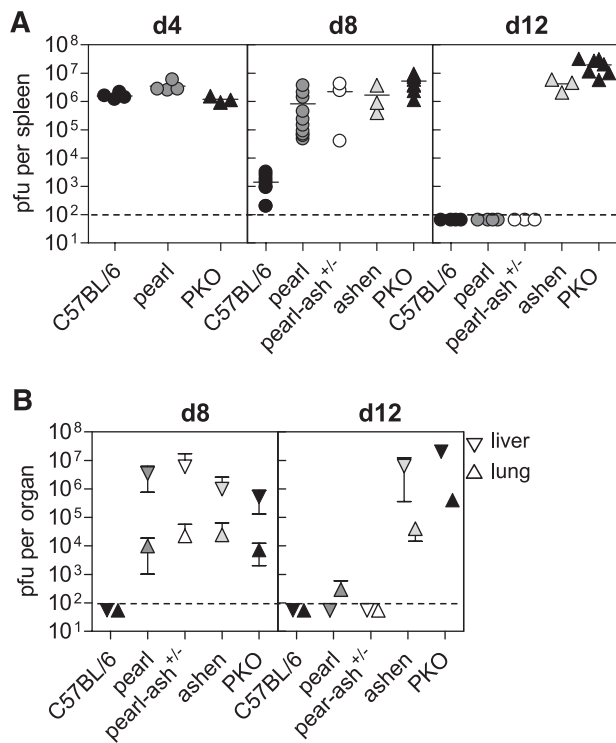 A
d4 d8 d12
pfu per spleen
10^8
10^7
10^6
10^5
10^4
10^3
10^2
10^1
C57BL/6 pearl PKO C57BL/6 pearl pearl-ash+/- ashen PKO C57BL/6 pearl pearl-ash+/- ashen PKO
B
d8 d12
pfu per organ
10^8
10^7
10^6
10^5
10^4
10^3
10^2
10^1
liver
lung
C57BL/6 pearl pearl-ash+/- ashen PKO C57BL/6 pearl pear-ash+/- ashen PKO